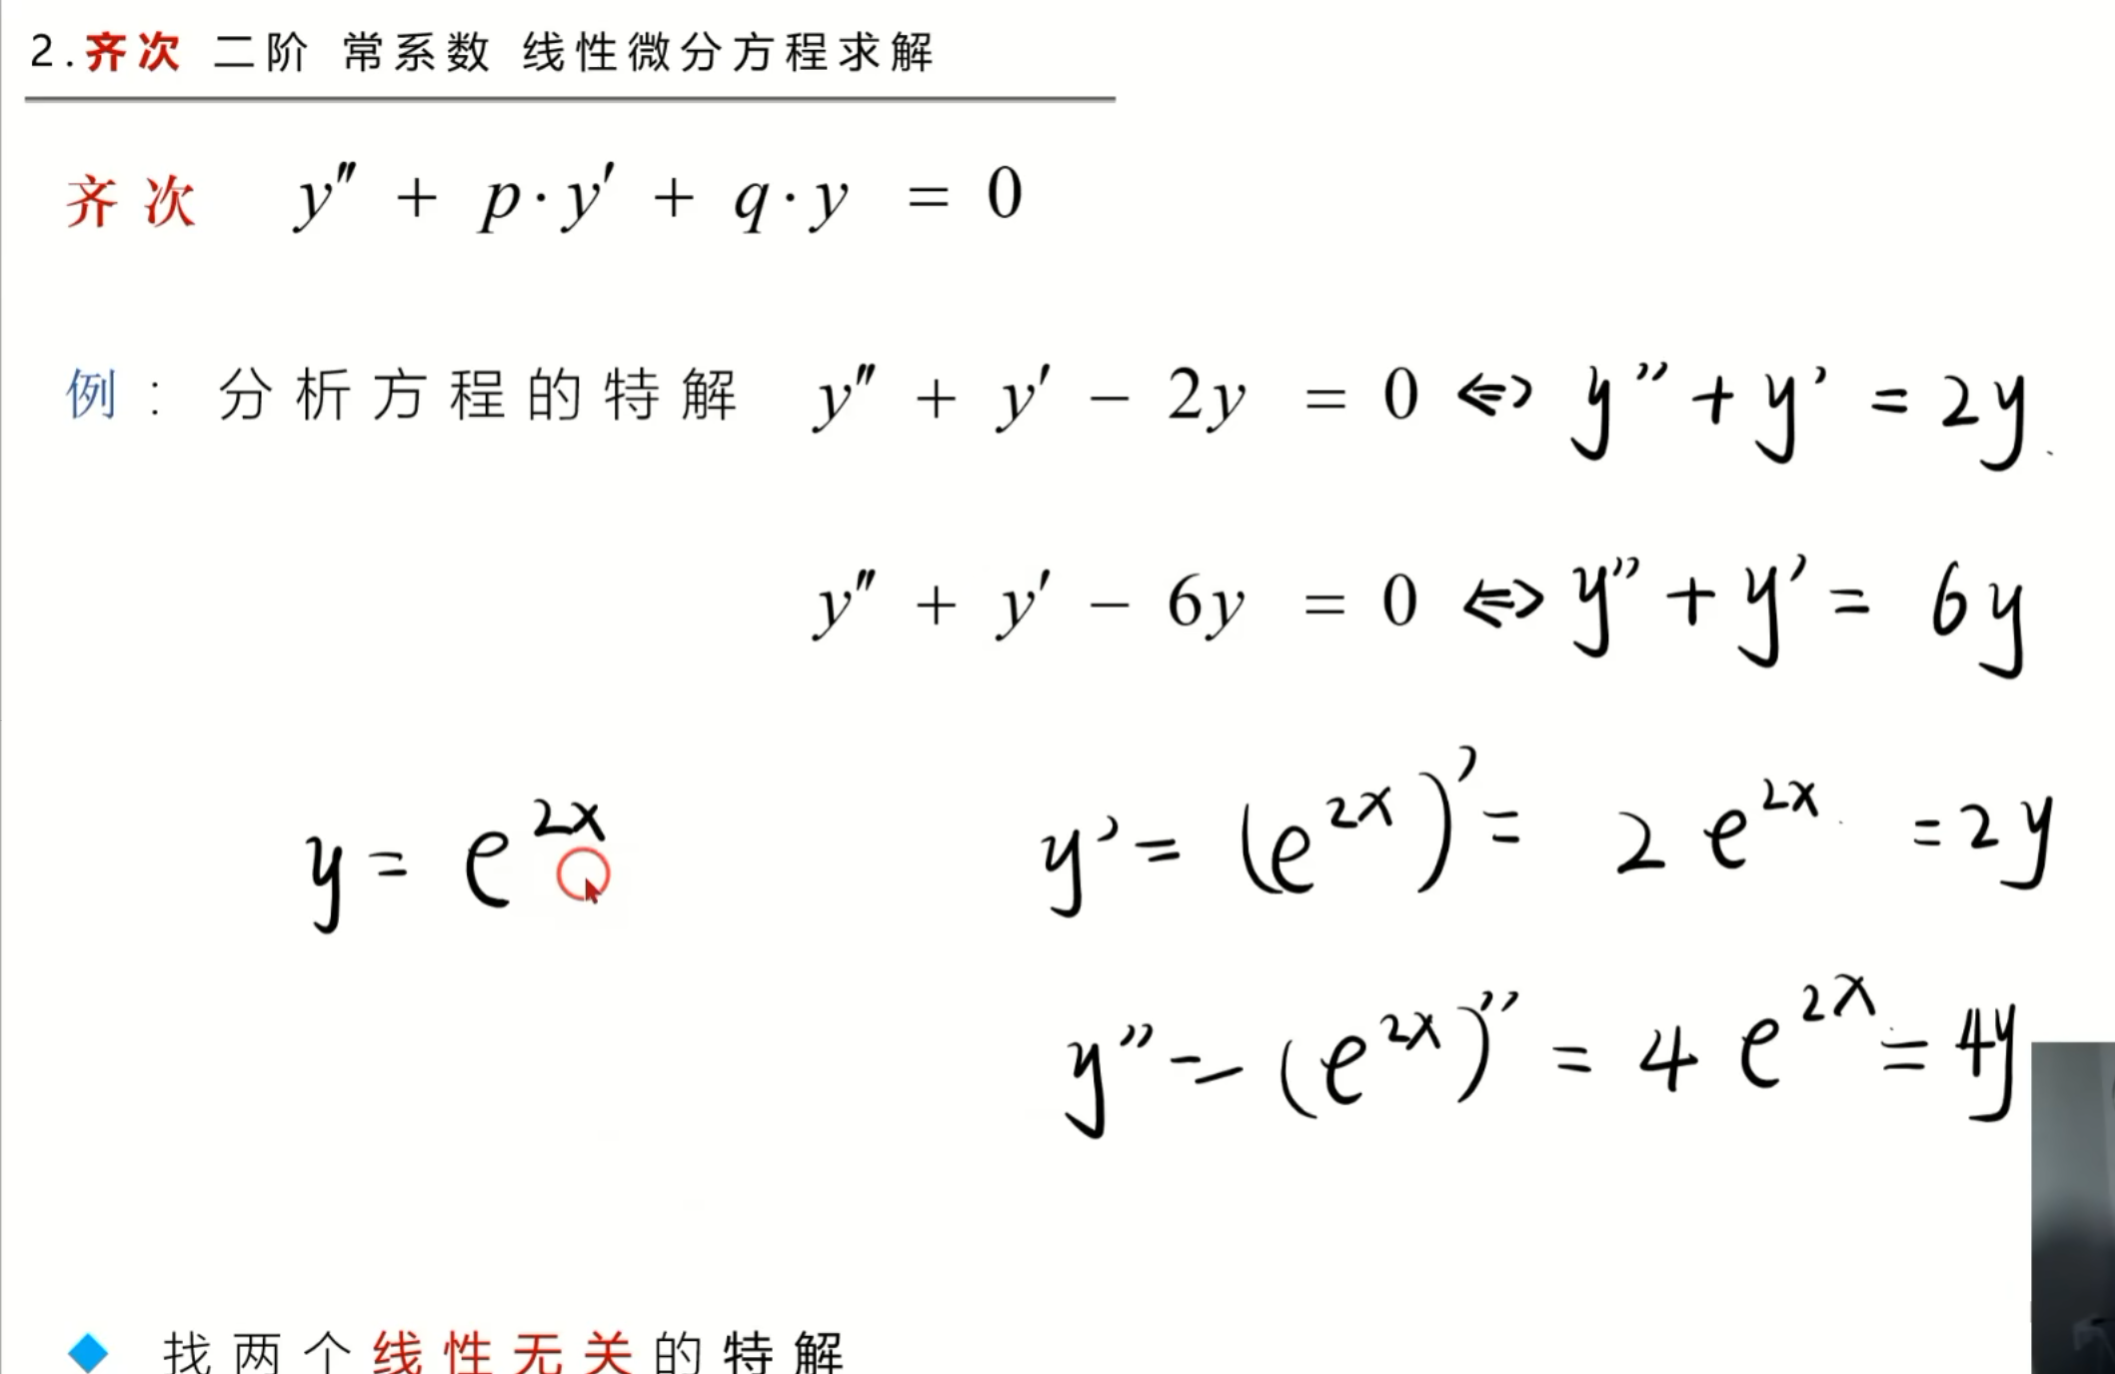 2.齐次 二阶 常系数 线性微分方程求解
齐次 y″ + p·y′ + q·y = 0
例：分析方程的特解 y″ + y′ − 2y = 0 <=> y″ + y′ = 2y
y″ + y′ − 6y = 0 <=> y″ + y′ = 6y
y = e^{2x} y′ = (e^{2x})′ = 2e^{2x} = 2y
y″ = (e^{2x})″ = 4e^{2x} = 4y
◆ 找两个线性无关的特解